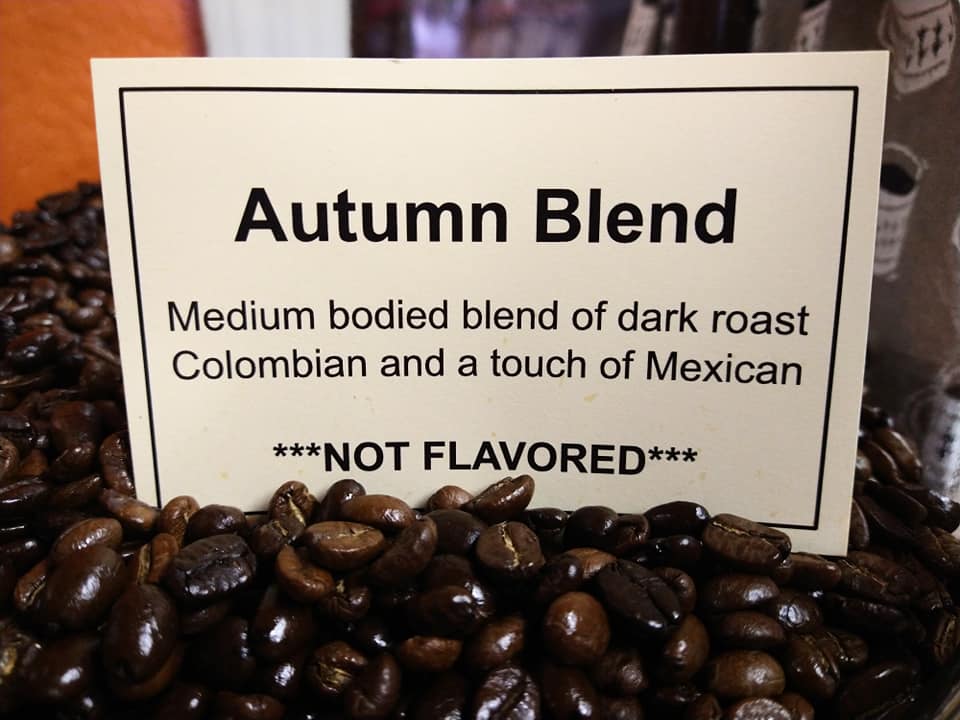 Autumn Blend
Medium bodied blend of dark roast
Colombian and a touch of Mexican
***NOT FLAVORED***